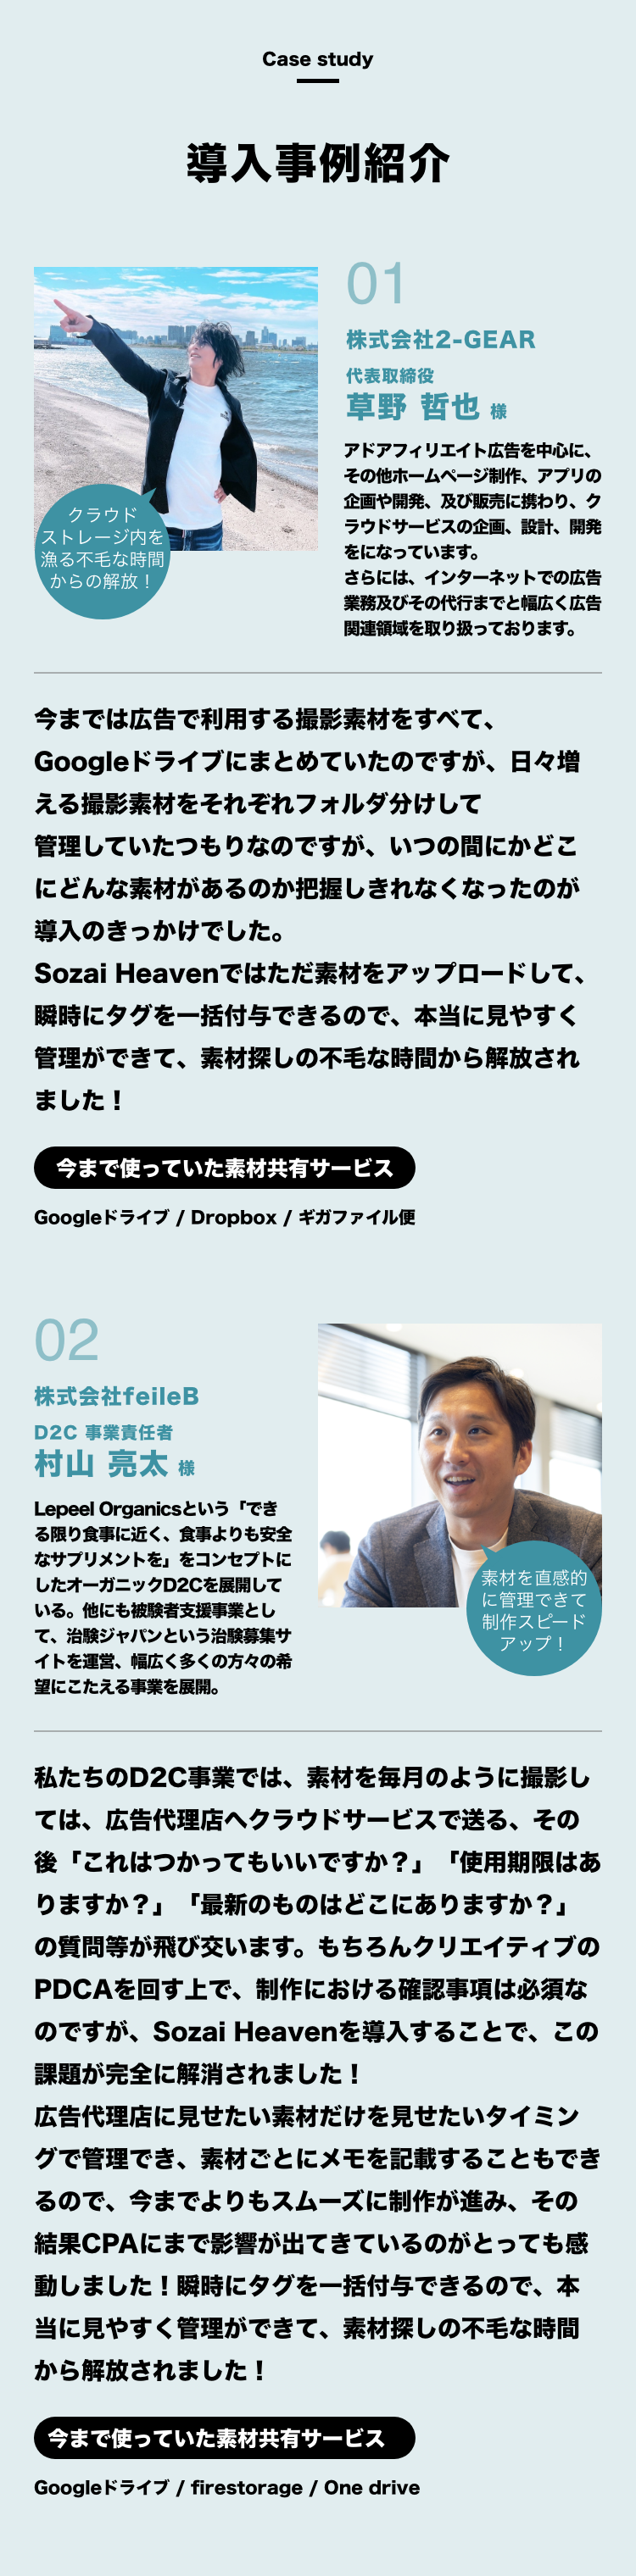 Case study
導入事例紹介
01
株式会社2-GEAR
代表取締役
草野 哲也 様
アドアフィリエイト広告を中心に、
その他ホームページ制作、アプリの
企画や開発、及び販売に携わり、ク
ラウドサービスの企画、設計、開発
をになっています。
さらには、インターネットでの広告
業務及びその代行までと幅広く広告
関連領域を取り扱っております。
クラウド
ストレージ内を
漁る不毛な時間
からの解放！
今までは広告で利用する撮影素材をすべて、
Googleドライブにまとめていたのですが、日々増
える撮影素材をそれぞれフォルダ分けして
管理していたつもりなのですが、いつの間にかどこ
にどんな素材があるのか把握しきれなくなったのが
導入のきっかけでした。
Sozai Heavenではただ素材をアップロードして、
瞬時にタグを一括付与できるので、本当に見やすく
管理ができて、素材探しの不毛な時間から解放され
ました！
今まで使っていた素材共有サービス
Googleドライブ / Dropbox / ギガファイル便
02
株式会社feileB
D2C 事業責任者
村山 亮太 様
Lepeel Organicsという「でき
る限り食事に近く、食事よりも安全
なサプリメントを」をコンセプトに
したオーガニックD2Cを展開して
いる。他にも被験者支援事業とし
て、治験ジャパンという治験募集サ
イトを運営、幅広く多くの方々の希
望にこたえる事業を展開。
素材を直感的
に管理できて
制作スピード
アップ！
私たちのD2C事業では、素材を毎月のように撮影し
ては、広告代理店へクラウドサービスで送る、その
後「これはつかってもいいですか？」「使用期限はあ
りますか？」「最新のものはどこにありますか？」
の質問等が飛び交います。もちろんクリエイティブの
PDCAを回す上で、制作における確認事項は必須な
のですが、Sozai Heavenを導入することで、この
課題が完全に解消されました！
広告代理店に見せたい素材だけを見せたいタイミン
グで管理でき、素材ごとにメモを記載することもでき
るので、今までよりもスムーズに制作が進み、その
結果CPAにまで影響が出てきているのがとっても感
動しました！瞬時にタグを一括付与できるので、本
当に見やすく管理ができて、素材探しの不毛な時間
から解放されました！
今まで使っていた素材共有サービス
Googleドライブ / firestorage / One drive